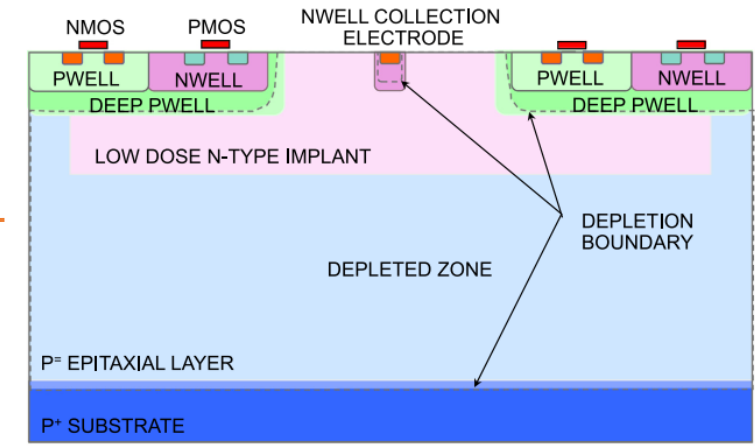 NMOS
PMOS
NWELL COLLECTION
ELECTRODE
PWELL
NWELL
PWELL
NWELL
DEEP PWELL
DEEP PWELL
LOW DOSE N-TYPE IMPLANT
DEPLETION
BOUNDARY
DEPLETED ZONE
P⁼ EPITAXIAL LAYER
P⁺ SUBSTRATE